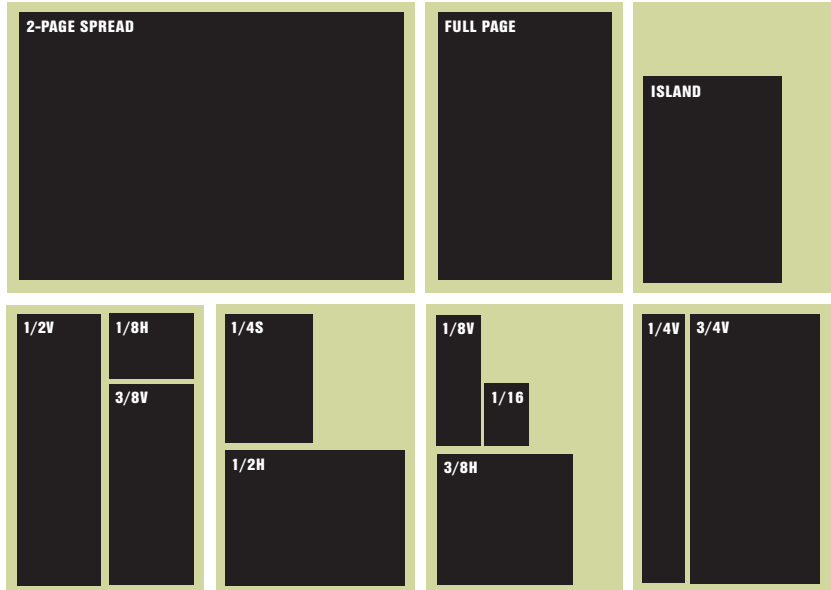 2-PAGE SPREAD
FULL PAGE
ISLAND
1/2V
1/8H
3/8V
1/4S
1/2H
1/8V
1/16
3/8H
1/4V
3/4V